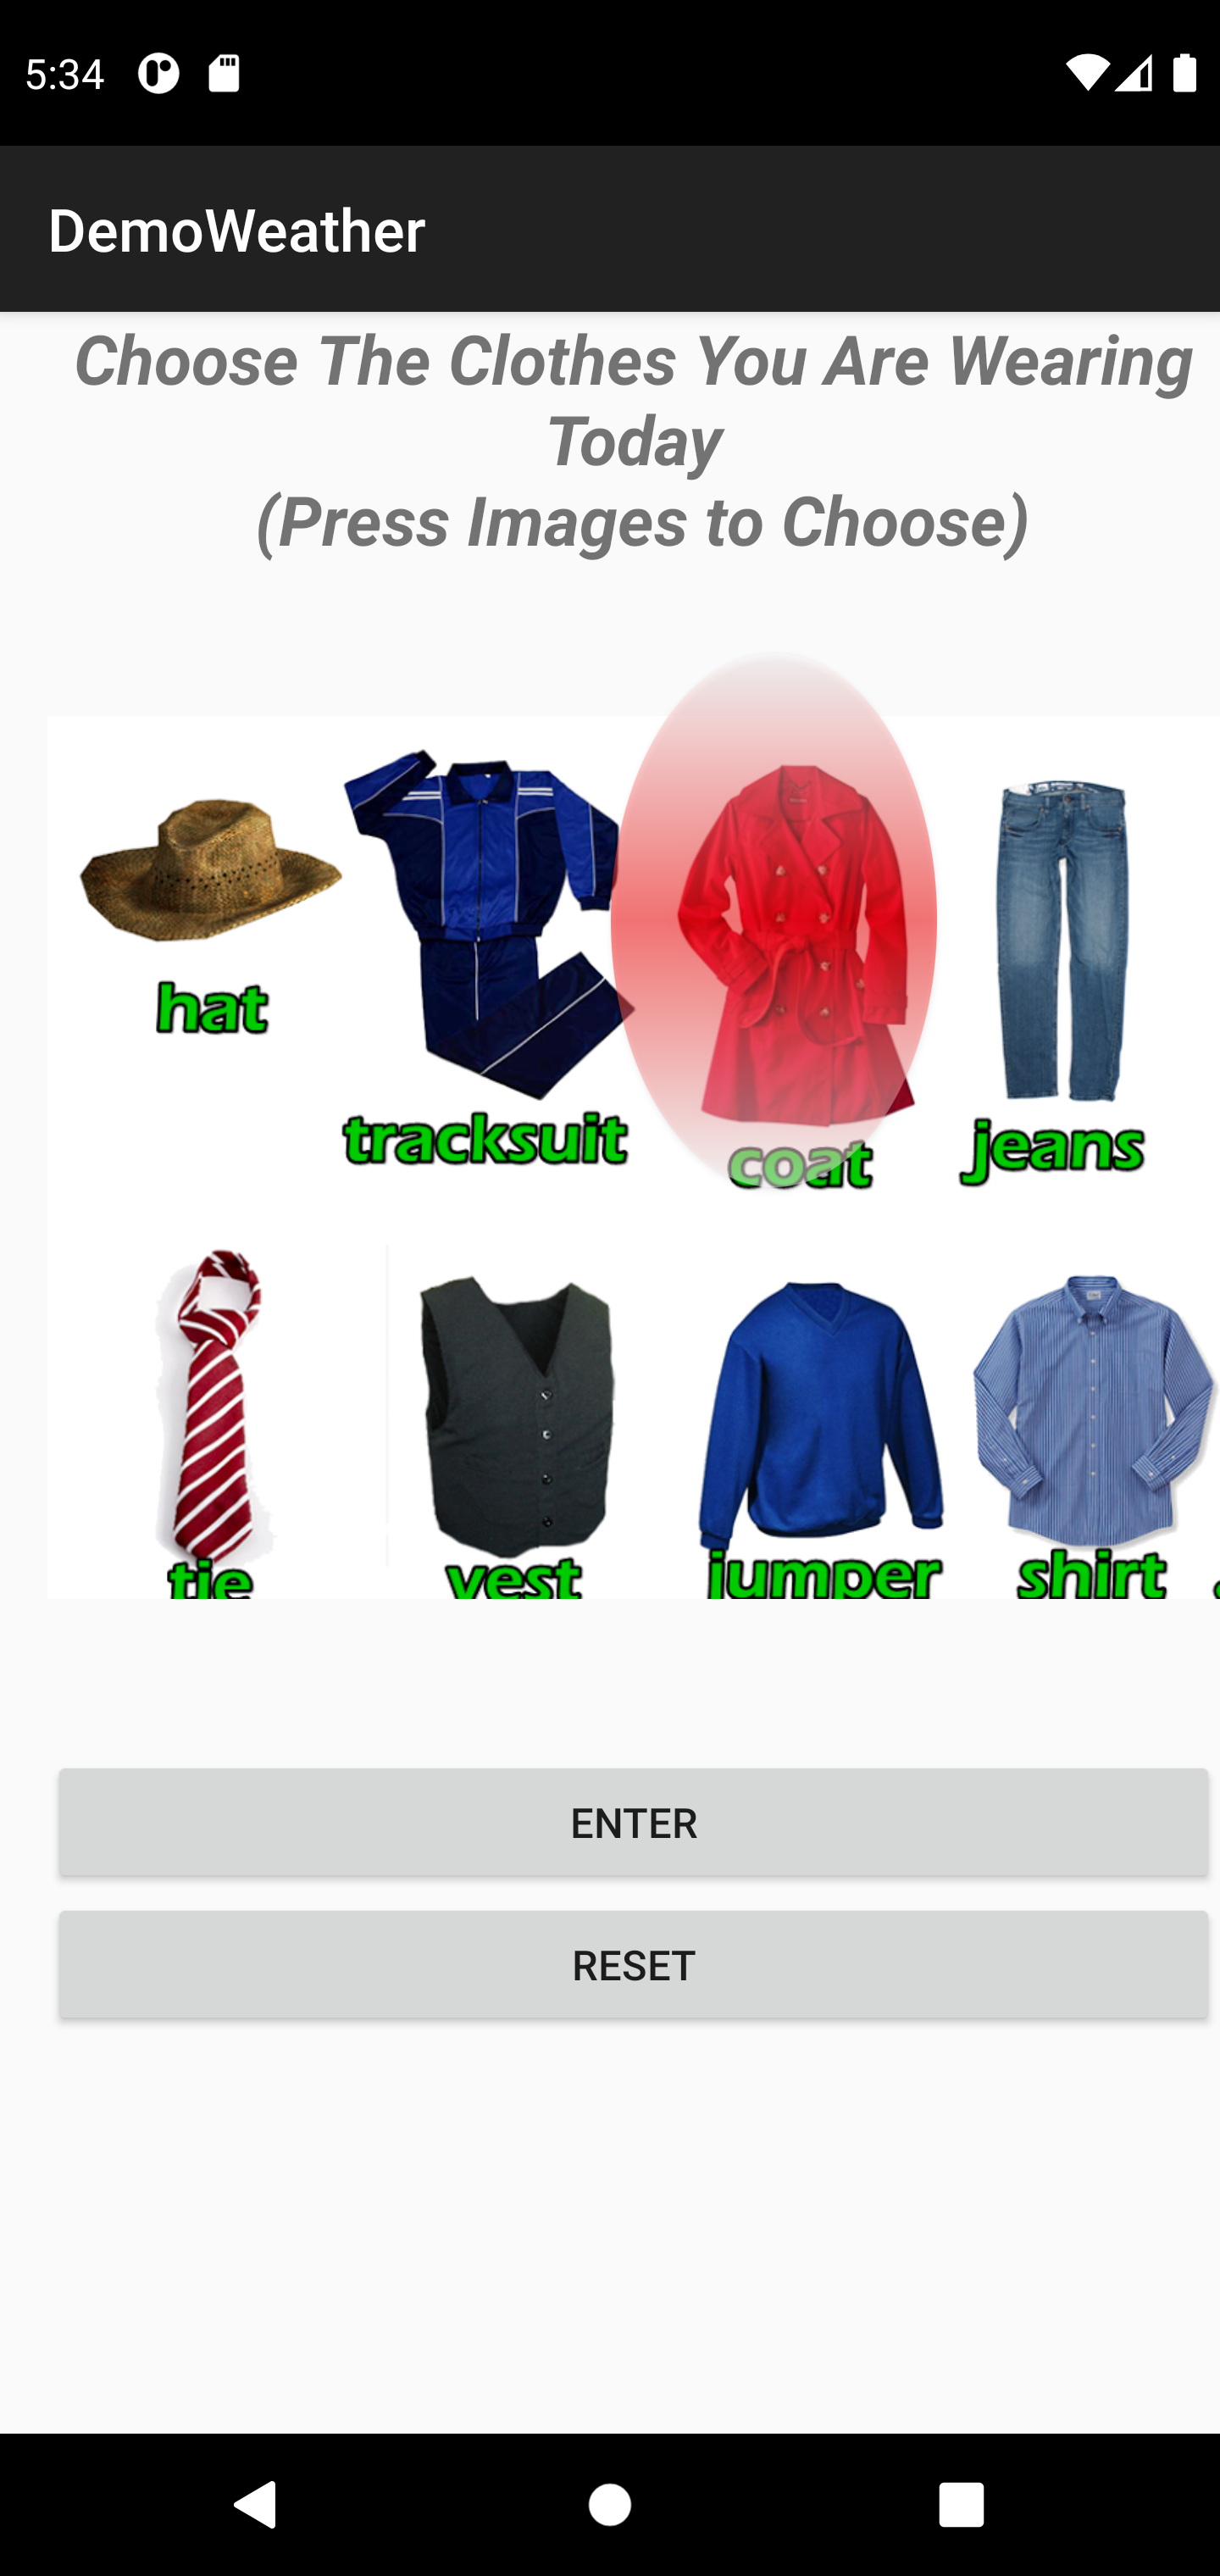 5:34
DemoWeather
Choose The Clothes You Are Wearing
Today
(Press Images to Choose)
hat
tracksuit
coat
jeans
tie
vest
jumper
shirt
ENTER
RESET